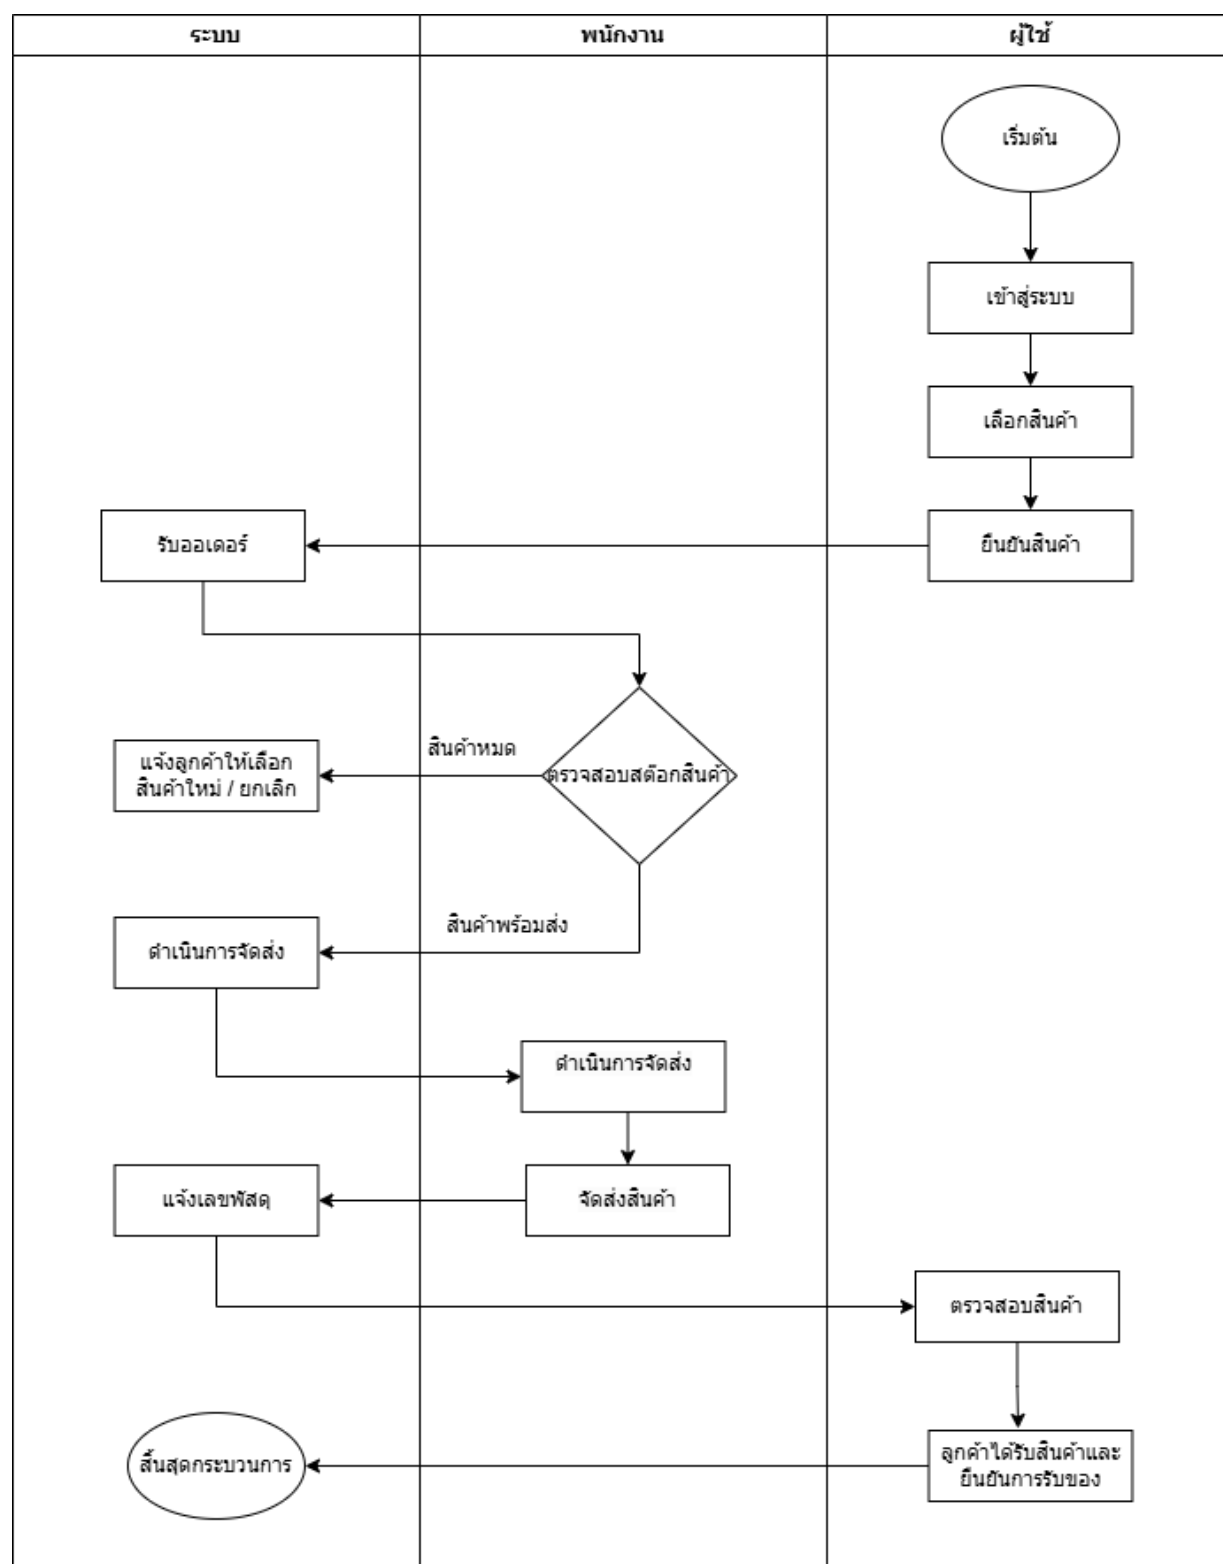 ระบบ
พนักงาน
ผู้ใช้
เริ่มต้น
เข้าสู่ระบบ
เลือกสินค้า
ยืนยันสินค้า
รับออเดอร์
ตรวจสอบสต๊อกสินค้า
สินค้าหมด
แจ้งลูกค้าให้เลือก
สินค้าใหม่ / ยกเลิก
สินค้าพร้อมส่ง
ดำเนินการจัดส่ง
ดำเนินการจัดส่ง
จัดส่งสินค้า
แจ้งเลขพัสดุ
ตรวจสอบสินค้า
ลูกค้าได้รับสินค้าและ
ยืนยันการรับของ
สิ้นสุดกระบวนการ